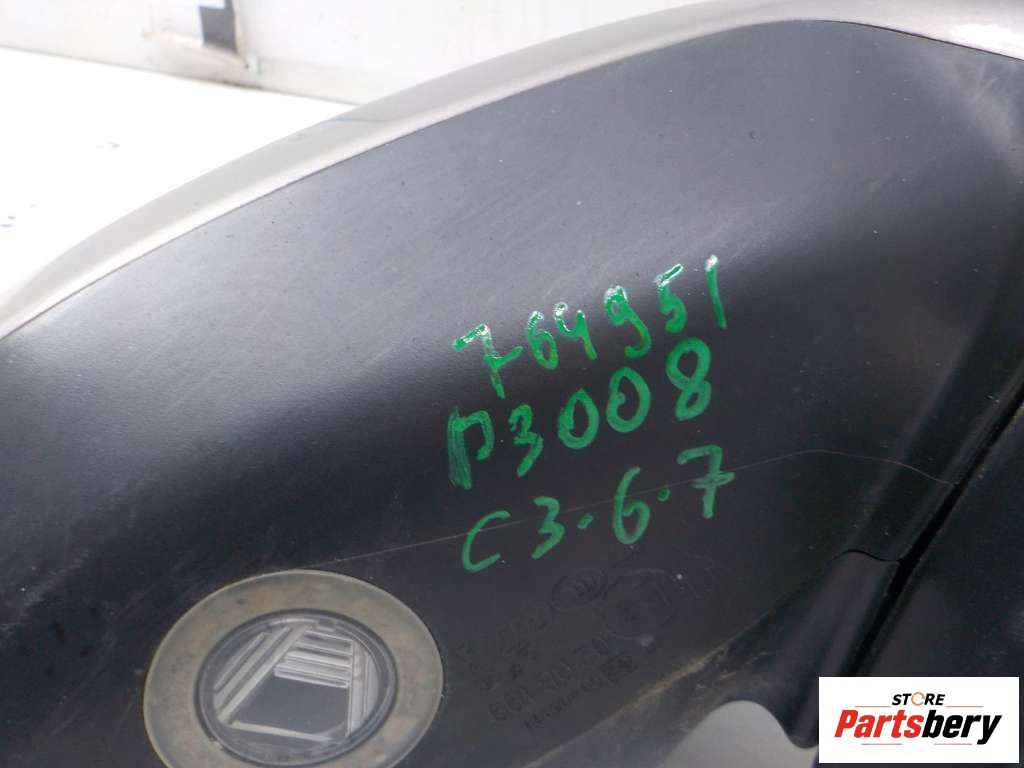 764951
P3008
C3.6.7
STORE
Partsbery